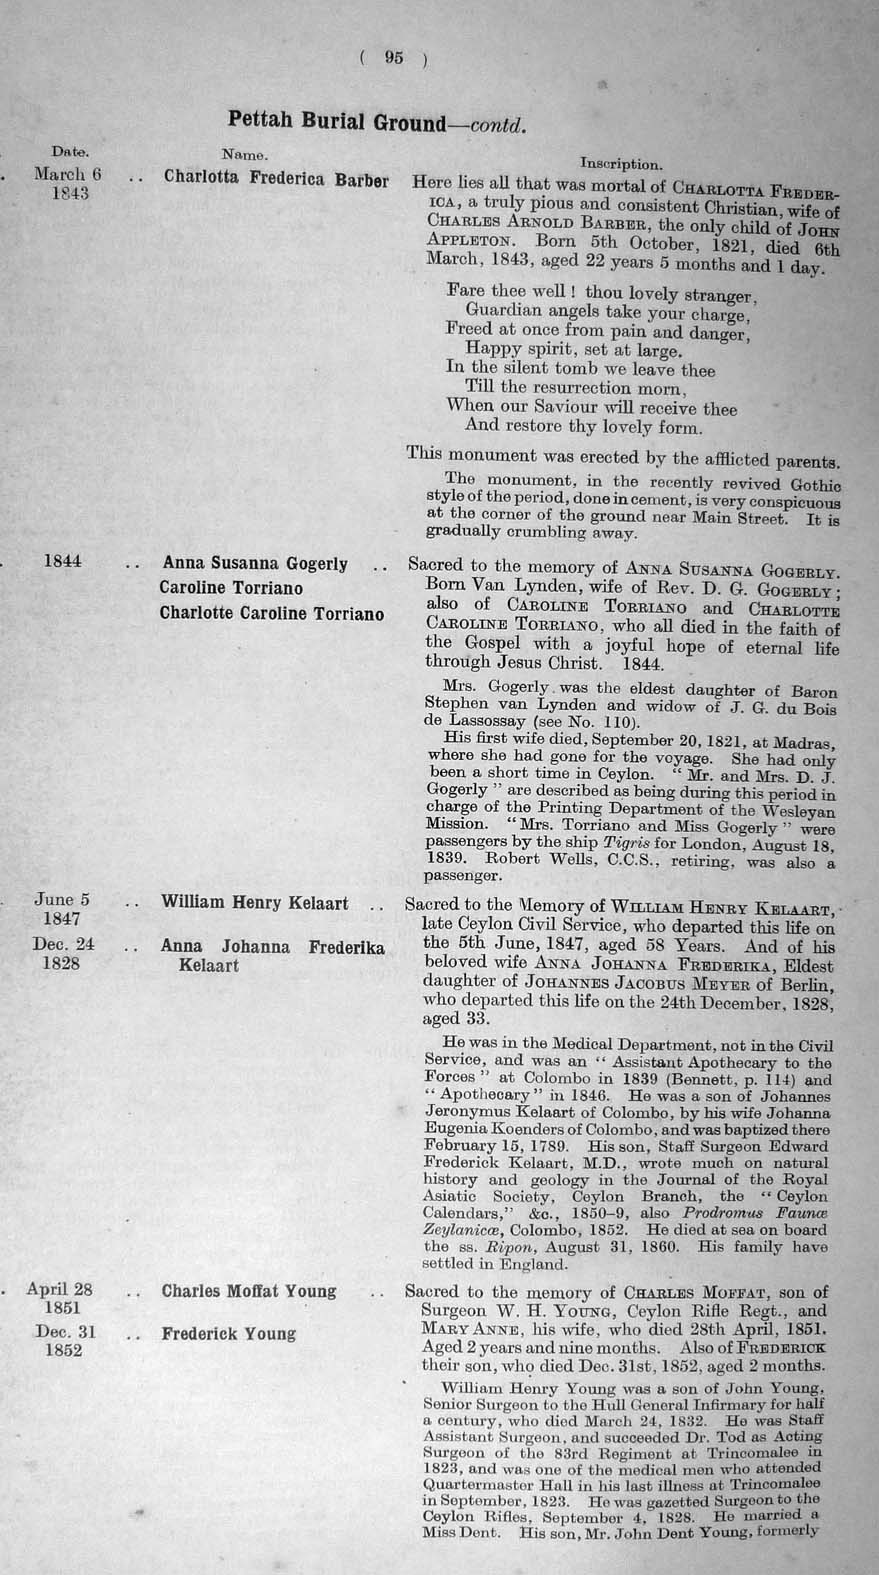 ( 95 )
Pettah Burial Ground—contd.
Date. Name. Inscription.
March 6 1843 .. Charlotta Frederica Barber
Here lies all that was mortal of CHARLOTTA FREDER-
ICA, a truly pious and consistent Christian, wife of
CHARLES ARNOLD BARBER, the only child of JOHN
APPLETON. Born 5th October, 1821, died 6th
March, 1843, aged 22 years 5 months and 1 day.
Fare thee well ! thou lovely stranger,
Guardian angels take your charge,
Freed at once from pain and danger,
Happy spirit, set at large.
In the silent tomb we leave thee
Till the resurrection morn,
When our Saviour will receive thee
And restore thy lovely form.
This monument was erected by the afflicted parents.
The monument, in the recently revived Gothic
style of the period, done in cement, is very conspicuous
at the corner of the ground near Main Street. It is
gradually crumbling away.
1844 .. Anna Susanna Gogerly ..
Caroline Torriano
Charlotte Caroline Torriano
Sacred to the memory of ANNA SUSANNA GOGERLY.
Born Van Lynden, wife of Rev. D. G. GOGERLY;
also of CAROLINE TORRIANO and CHARLOTTE
CAROLINE TORRIANO, who all died in the faith of
the Gospel with a joyful hope of eternal life
through Jesus Christ. 1844.
Mrs. Gogerly was the eldest daughter of Baron
Stephen van Lynden and widow of J. G. du Bois
de Lassossay (see No. 110).
His first wife died, September 20, 1821, at Madras,
where she had gone for the voyage. She had only
been a short time in Ceylon. " Mr. and Mrs. D. J.
Gogerly " are described as being during this period in
charge of the Printing Department of the Wesleyan
Mission. "Mrs. Torriano and Miss Gogerly " were
passengers by the ship Tigris for London, August 18,
1839. Robert Wells, C.C.S., retiring, was also a
passenger.
June 5 1847 .. William Henry Kelaart ..
Dec. 24 1828 .. Anna Johanna Frederika
Kelaart
Sacred to the Memory of WILLIAM HENRY KELAART,
late Ceylon Civil Service, who departed this life on
the 5th June, 1847, aged 58 Years. And of his
beloved wife ANNA JOHANNA FREDERIKA, Eldest
daughter of JOHANNES JACOBUS MEYER of Berlin,
who departed this life on the 24th December, 1828,
aged 33.
He was in the Medical Department, not in the Civil
Service, and was an " Assistant Apothecary to the
Forces " at Colombo in 1839 (Bennett, p. 114) and
" Apothecary " in 1846. He was a son of Johannes
Jeronymus Kelaart of Colombo, by his wife Johanna
Eugenia Koenders of Colombo, and was baptized there
February 15, 1789. His son, Staff Surgeon Edward
Frederick Kelaart, M.D., wrote much on natural
history and geology in the Journal of the Royal
Asiatic Society, Ceylon Branch, the " Ceylon
Calendars," &c., 1850-9, also Prodromus Faunæ
Zeylanicæ, Colombo, 1852. He died at sea on board
the ss. Ripon, August 31, 1860. His family have
settled in England.
April 28 1851 .. Charles Moffat Young ..
Dec. 31 1852 .. Frederick Young
Sacred to the memory of CHARLES MOFFAT, son of
Surgeon W. H. YOUNG, Ceylon Rifle Regt., and
MARY ANNE, his wife, who died 28th April, 1851.
Aged 2 years and nine months. Also of FREDERICK
their son, who died Dec. 31st, 1852, aged 2 months.
William Henry Young was a son of John Young,
Senior Surgeon to the Hull General Infirmary for half
a century, who died March 24, 1832. He was Staff
Assistant Surgeon, and succeeded Dr. Tod as Acting
Surgeon of the 83rd Regiment at Trincomalee in
1823, and was one of the medical men who attended
Quartermaster Hall in his last illness at Trincomalee
in September, 1823. He was gazetted Surgeon to the
Ceylon Rifles, September 4, 1828. He married a
Miss Dent. His son, Mr. John Dent Young, formerly